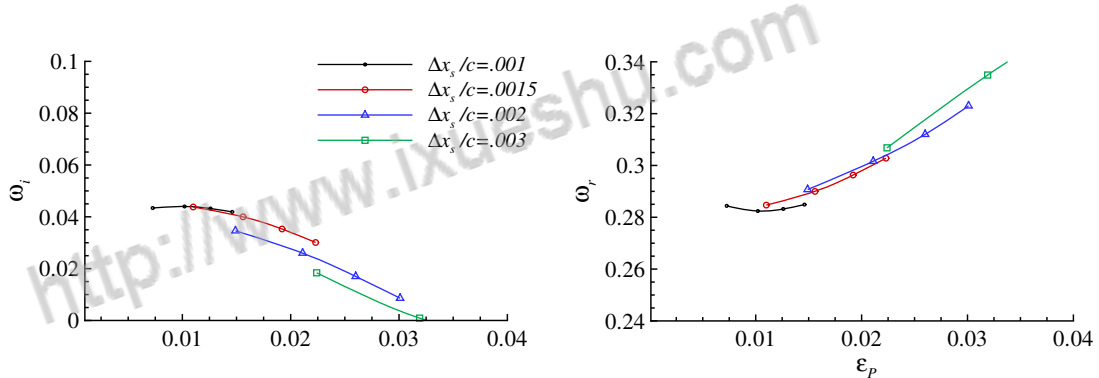 http://www.ixueshu.com
0.1
0.08
0.06
0.04
0.02
0
ω_i
Δx_s/c=.001
Δx_s/c=.0015
Δx_s/c=.002
Δx_s/c=.003
0.01 0.02 0.03 0.04
0.34
0.32
0.3
0.28
0.26
0.24
ω_r
0.01 0.02 0.03 0.04
ε_P